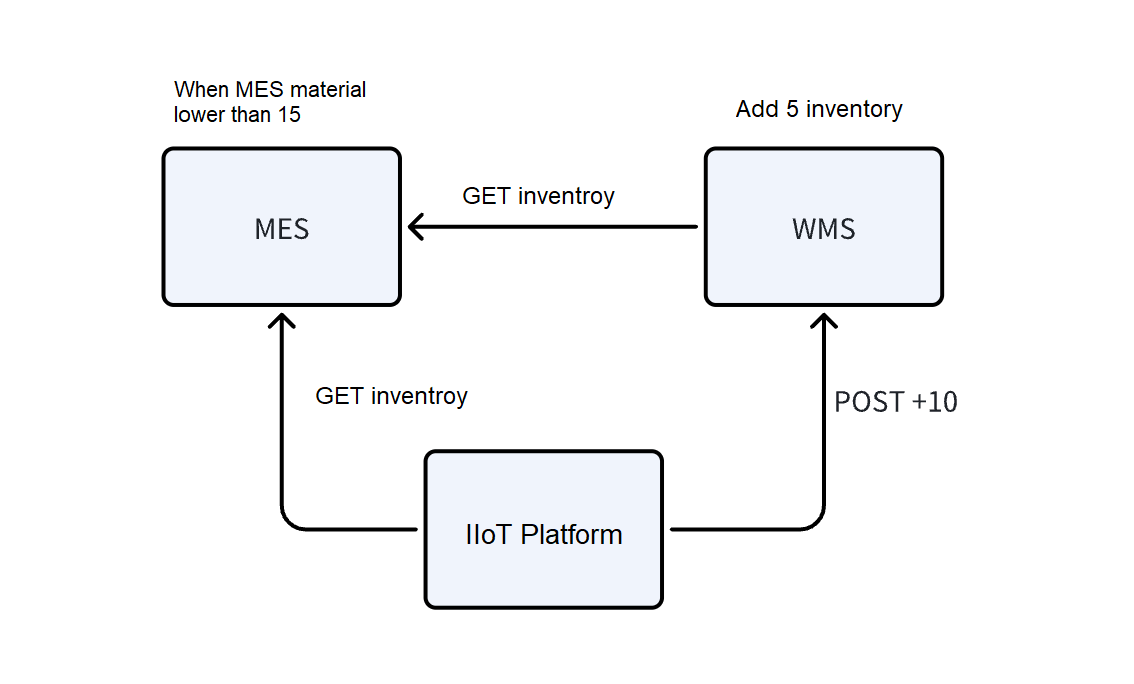 When MES material
lower than 15
Add 5 inventory
GET inventroy
MES
WMS
GET inventroy
POST +10
IIoT Platform